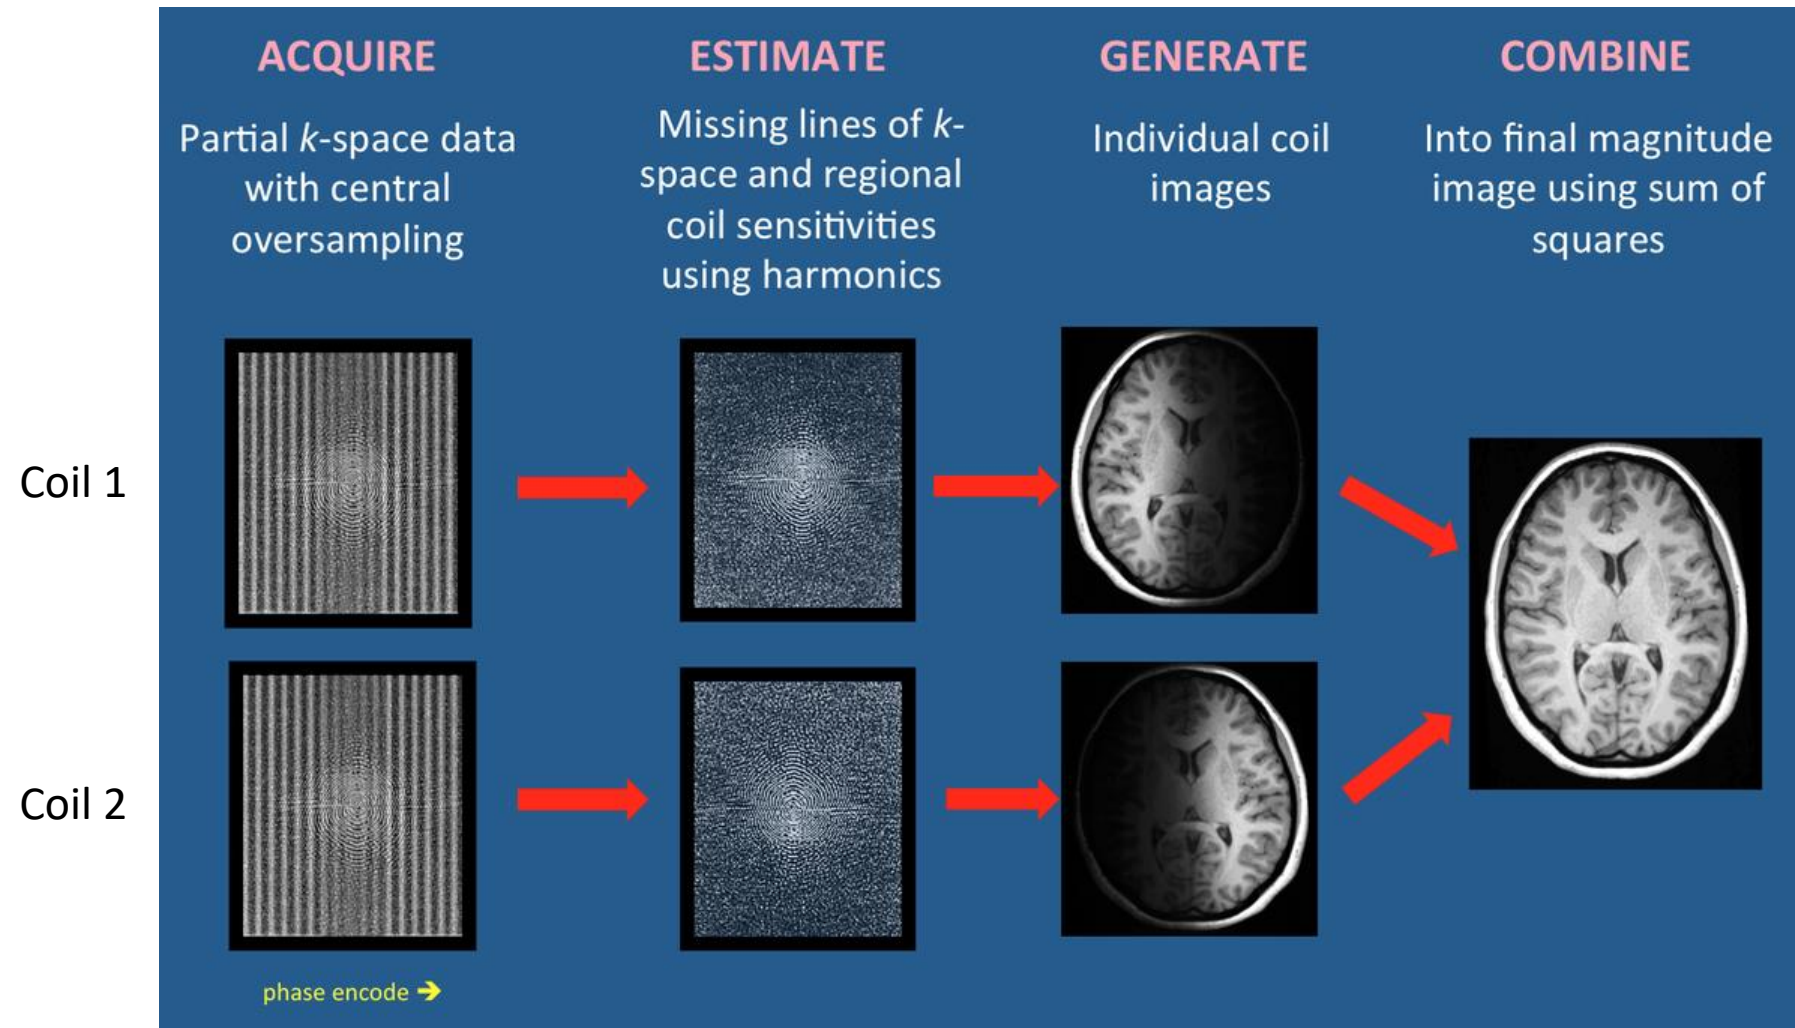 ACQUIRE
Partial k-space data
with central
oversampling
ESTIMATE
Missing lines of k-
space and regional
coil sensitivities
using harmonics
GENERATE
Individual coil
images
COMBINE
Into final magnitude
image using sum of
squares
Coil 1
Coil 2
phase encode ➔